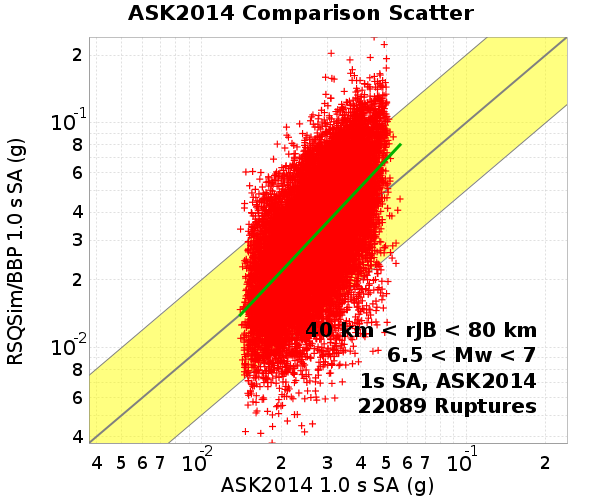 ASK2014 Comparison Scatter
RSQSim/BBP 1.0 s SA (g)
2
10⁻¹
8
6
4
3
2
10⁻²
8
6
4
40 km < rJB < 80 km
6.5 < Mw < 7
1s SA, ASK2014
22089 Ruptures
4 5 6 7 10⁻² 2 3 4 5 6 7 10⁻¹ 2
ASK2014 1.0 s SA (g)